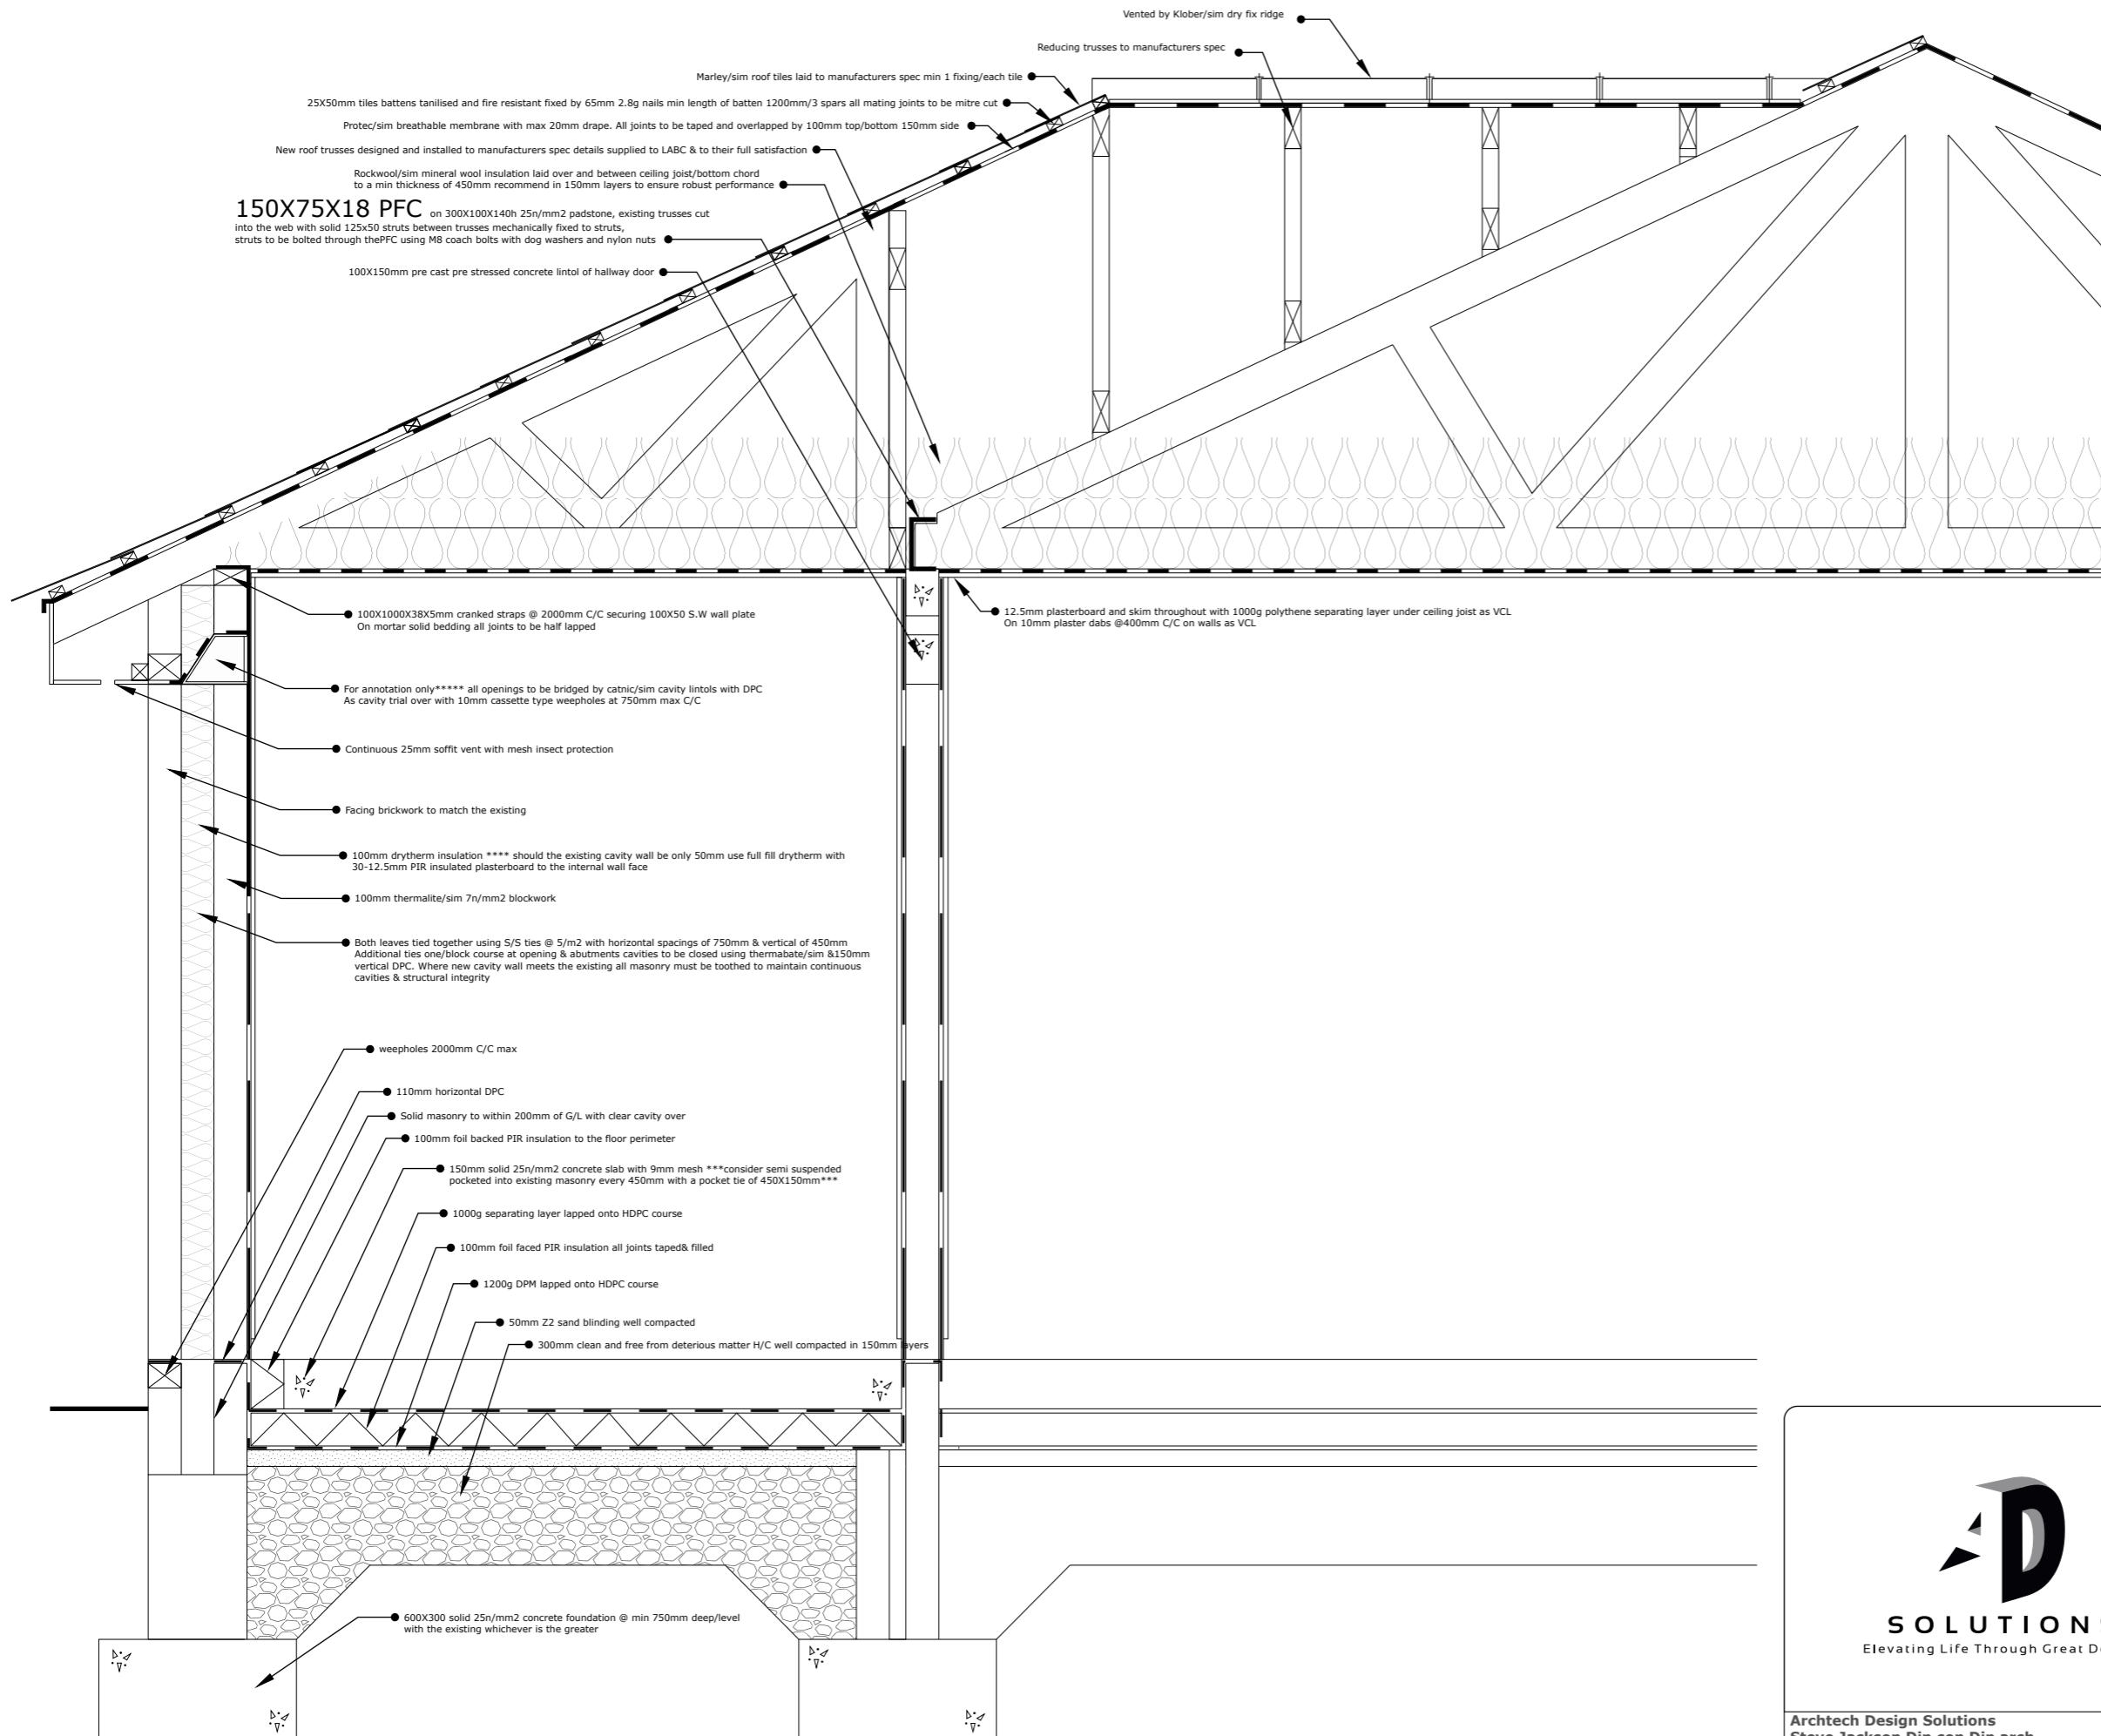 Vented by Klober/sim dry fix ridge
Reducing trusses to manufacturers spec
Marley/sim roof tiles laid to manufacturers spec min 1 fixing/each tile
25X50mm tiles battens tanilised and fire resistant fixed by 65mm 2.8g nails min length of batten 1200mm/3 spars all mating joints to be mitre cut
Protec/sim breathable membrane with max 20mm drape. All joints to be taped and overlapped by 100mm top/bottom 150mm side
New roof trusses designed and installed to manufacturers spec details supplied to LABC & to their full satisfaction
Rockwool/sim mineral wool insulation laid over and between ceiling joist/bottom chord
to a min thickness of 450mm recommend in 150mm layers to ensure robust performance
150X75X18 PFC on 300X100X140h 25n/mm2 padstone, existing trusses cut
into the web with solid 125x50 struts between trusses mechanically fixed to struts,
struts to be bolted through thePFC using M8 coach bolts with dog washers and nylon nuts
100X150mm pre cast pre stressed concrete lintol of hallway door
100X1000X38X5mm cranked straps @ 2000mm C/C securing 100X50 S.W wall plate
On mortar solid bedding all joints to be half lapped
12.5mm plasterboard and skim throughout with 1000g polythene separating layer under ceiling joist as VCL
On 10mm plaster dabs @400mm C/C on walls as VCL
For annotation only***** all openings to be bridged by catnic/sim cavity lintols with DPC
As cavity trial over with 10mm cassette type weepholes at 750mm max C/C
Continuous 25mm soffit vent with mesh insect protection
Facing brickwork to match the existing
100mm drytherm insulation **** should the existing cavity wall be only 50mm use full fill drytherm with
30-12.5mm PIR insulated plasterboard to the internal wall face
100mm thermalite/sim 7n/mm2 blockwork
Both leaves tied together using S/S ties @ 5/m2 with horizontal spacings of 750mm & vertical of 450mm
Additional ties one/block course at opening & abutments cavities to be closed using thermabate/sim &150mm
vertical DPC. Where new cavity wall meets the existing all masonry must be toothed to maintain continuous
cavities & structural integrity
weepholes 2000mm C/C max
110mm horizontal DPC
Solid masonry to within 200mm of G/L with clear cavity over
100mm foil backed PIR insulation to the floor perimeter
150mm solid 25n/mm2 concrete slab with 9mm mesh ***consider semi suspended
pocketed into existing masonry every 450mm with a pocket tie of 450X150mm***
1000g separating layer lapped onto HDPC course
100mm foil faced PIR insulation all joints taped& filled
1200g DPM lapped onto HDPC course
50mm Z2 sand blinding well compacted
300mm clean and free from deterious matter H/C well compacted in 150mm layers
600X300 solid 25n/mm2 concrete foundation @ min 750mm deep/level
with the existing whichever is the greater
AD
SOLUTION
Elevating Life Through Great D
Archtech Design Solutions
Steve Jackson Dip con Dip arch